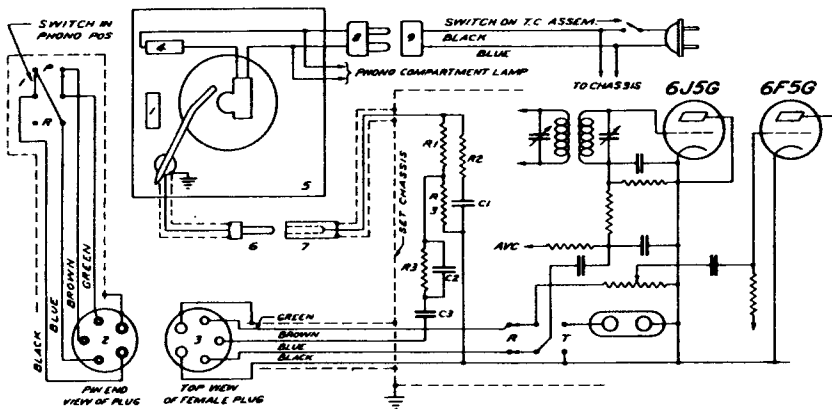 SWITCH IN
PHONO POS
P
R
BLACK
BLUE
BROWN
GREEN
2
PIN END
VIEW OF PLUG
4
1
5
6
7
8
9
SWITCH ON T.C ASSEM.
BLACK
BLUE
PHONO COMPARTMENT LAMP
TO CHASSIS
6J5G
6F5G
SET CHASSIS
R1
R2
R
3
C1
R3
C2
C3
AVC
3
GREEN
BROWN
BLUE
BLACK
R
T
TOP VIEW
OF FEMALE PLUG